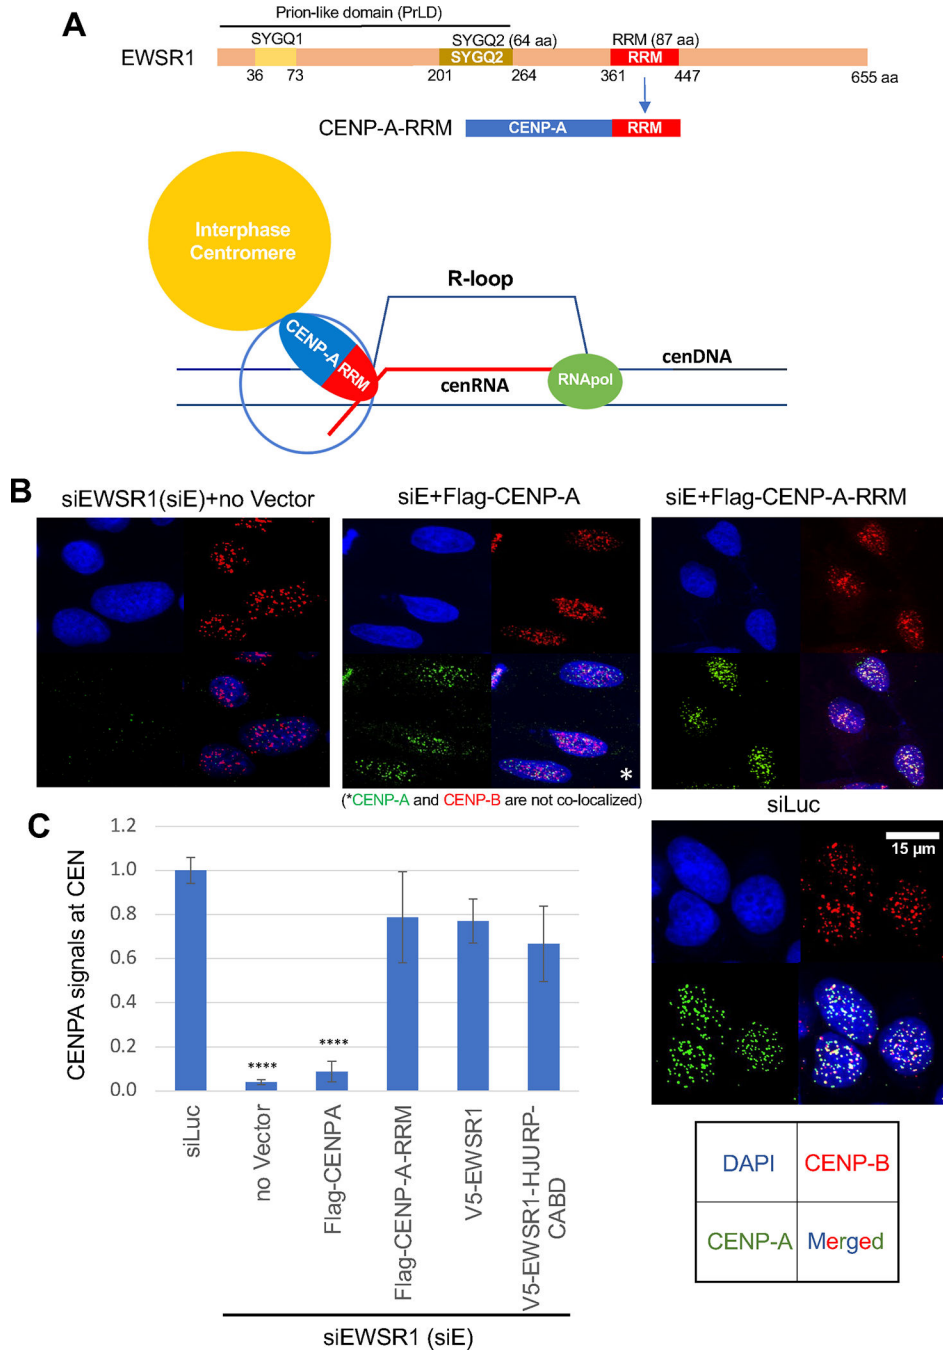 A
Prion-like domain (PrLD)
SYGQ1
SYGQ2 (64 aa)
RRM (87 aa)
EWSR1
SYGQ2
RRM
36
73
201
264
361
447
655 aa
CENP-A-RRM
CENP-A
RRM
Interphase
Centromere
R-loop
CENP-A
RRM
cenRNA
RNApol
cenDNA
B
siEWSR1(siE)+no Vector
siE+Flag-CENP-A
siE+Flag-CENP-A-RRM
*
(*CENP-A and CENP-B are not co-localized)
siLuc
15 µm
C
CENPA signals at CEN
1.2
1.0
0.8
0.6
0.4
0.2
0.0
****
****
siLuc
no Vector
Flag-CENPA
Flag-CENP-A-RRM
V5-EWSR1
V5-EWSR1-HJURP-
CABD
siEWSR1 (siE)
DAPI
CENP-B
CENP-A
Merged